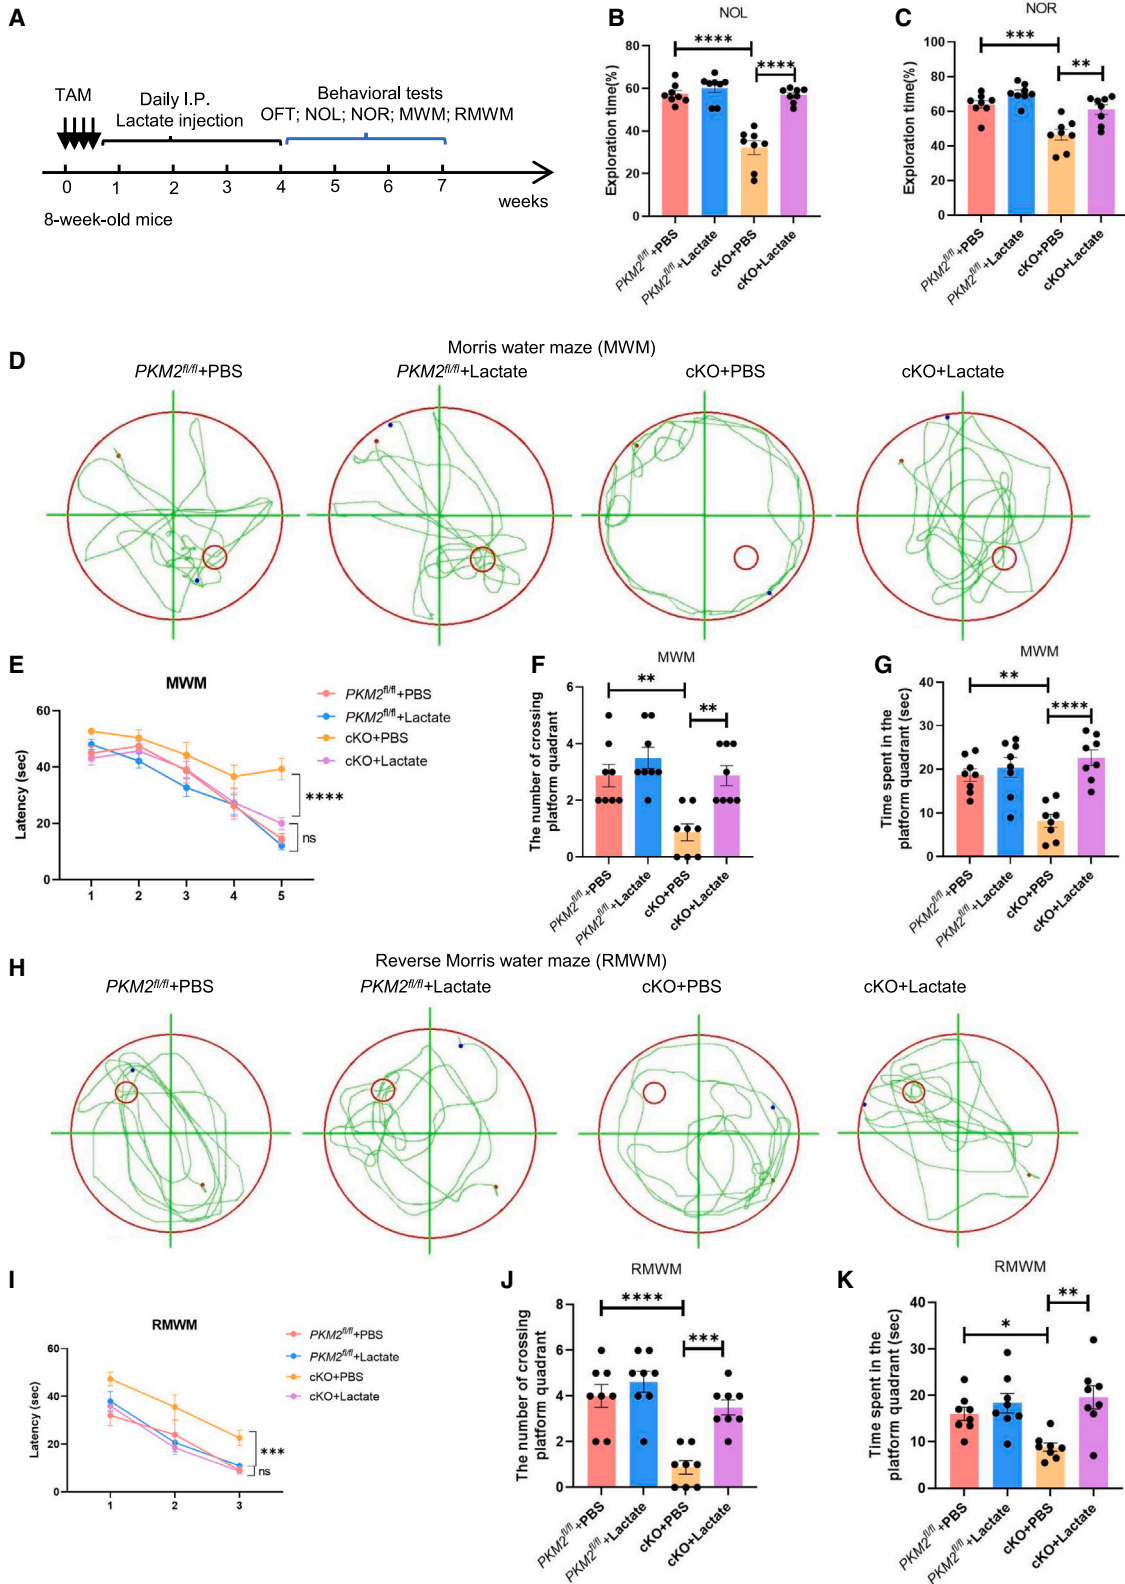 A
TAM
Daily I.P.
Lactate injection
Behavioral tests
OFT; NOL; NOR; MWM; RMWM
0 1 2 3 4 5 6 7
weeks
8-week-old mice
B
NOL
Exploration time(%)
80
60
40
20
0
****
****
PKM2fl/fl+PBS
PKM2fl/fl+Lactate
cKO+PBS
cKO+Lactate
C
NOR
Exploration time(%)
100
80
60
40
20
0
***
**
PKM2fl/fl+PBS
PKM2fl/fl+Lactate
cKO+PBS
cKO+Lactate
D
Morris water maze (MWM)
PKM2fl/fl+PBS
PKM2fl/fl+Lactate
cKO+PBS
cKO+Lactate
E
MWM
Latency (sec)
60
40
20
0
1 2 3 4 5
****
ns
PKM2fl/fl+PBS
PKM2fl/fl+Lactate
cKO+PBS
cKO+Lactate
F
MWM
The number of crossing
platform quadrant
6
4
2
0
**
**
PKM2fl/fl+PBS
PKM2fl/fl+Lactate
cKO+PBS
cKO+Lactate
G
MWM
Time spent in the
platform quadrant (sec)
40
30
20
10
0
**
****
PKM2fl/fl+PBS
PKM2fl/fl+Lactate
cKO+PBS
cKO+Lactate
H
Reverse Morris water maze (RMWM)
PKM2fl/fl+PBS
PKM2fl/fl+Lactate
cKO+PBS
cKO+Lactate
I
RMWM
Latency (sec)
60
40
20
0
1 2 3
***
ns
PKM2fl/fl+PBS
PKM2fl/fl+Lactate
cKO+PBS
cKO+Lactate
J
RMWM
The number of crossing
platform quadrant
8
6
4
2
0
****
***
PKM2fl/fl+PBS
PKM2fl/fl+Lactate
cKO+PBS
cKO+Lactate
K
RMWM
Time spent in the
platform quadrant (sec)
40
30
20
10
0
*
**
PKM2fl/fl+PBS
PKM2fl/fl+Lactate
cKO+PBS
cKO+Lactate